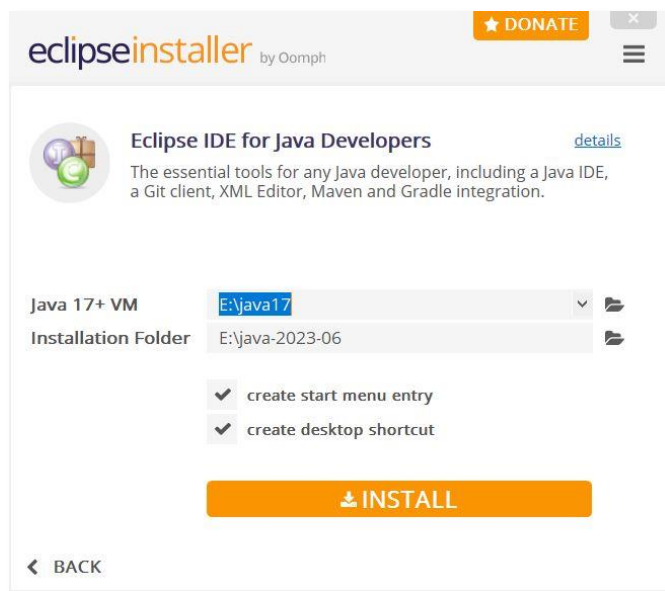 ★ DONATE
eclipseinstaller by Oomph
Eclipse IDE for Java Developers details
The essential tools for any Java developer, including a Java IDE,
a Git client, XML Editor, Maven and Gradle integration.
Java 17+ VM E:\java17
Installation Folder E:\java-2023-06
create start menu entry
create desktop shortcut
INSTALL
BACK